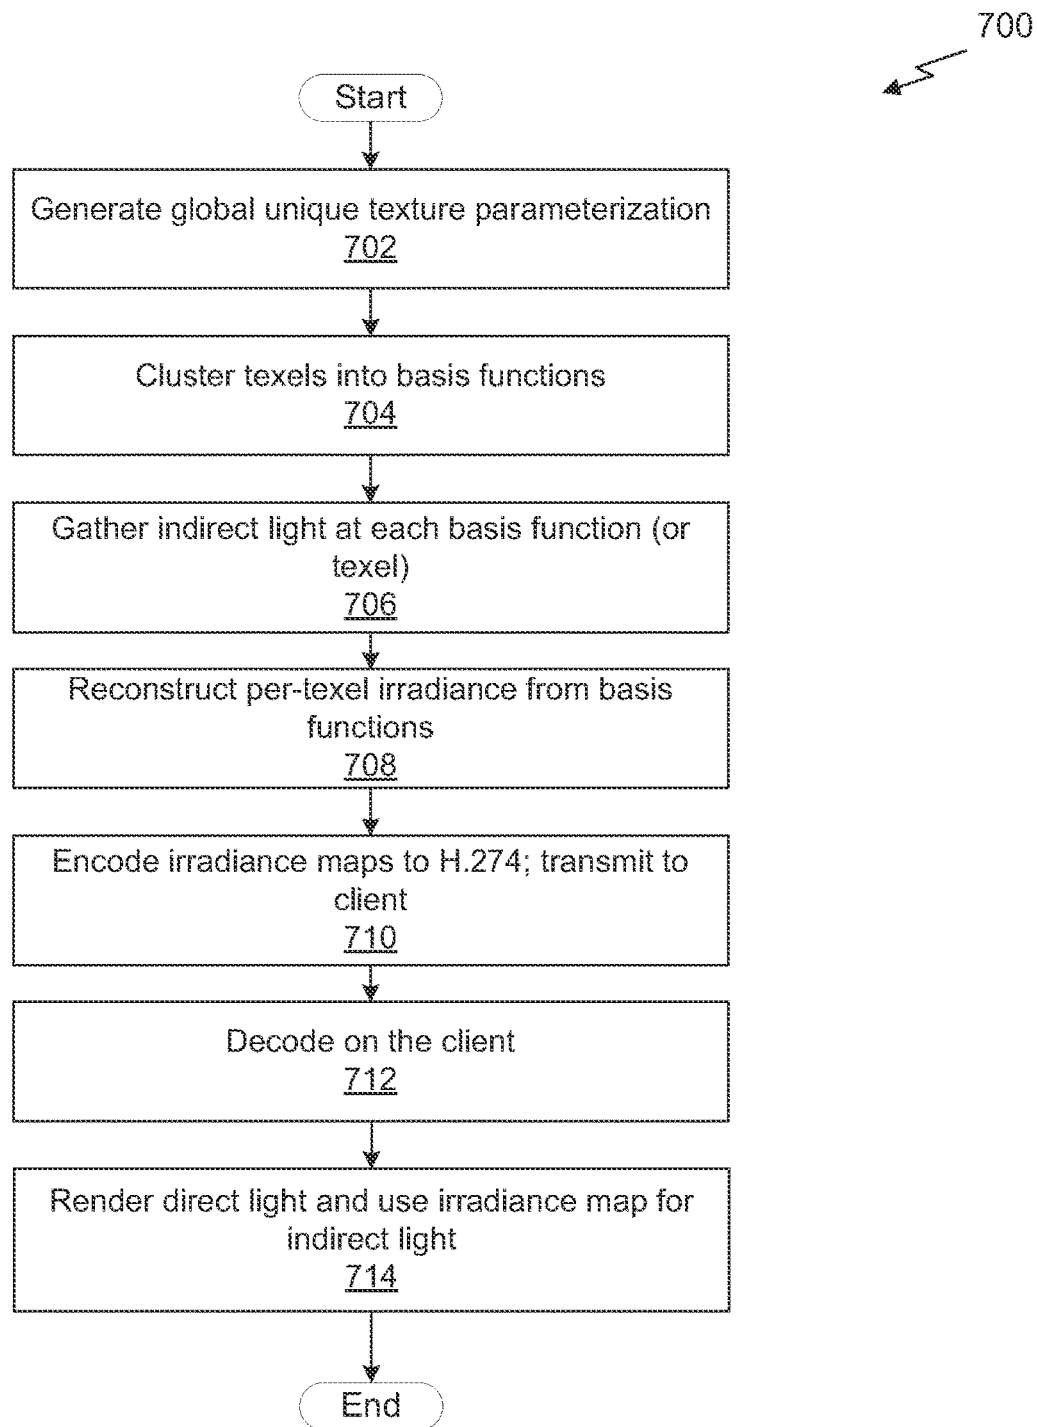 700
Start
Generate global unique texture parameterization
702
Cluster texels into basis functions
704
Gather indirect light at each basis function (or
texel)
706
Reconstruct per-texel irradiance from basis
functions
708
Encode irradiance maps to H.274; transmit to
client
710
Decode on the client
712
Render direct light and use irradiance map for
indirect light
714
End